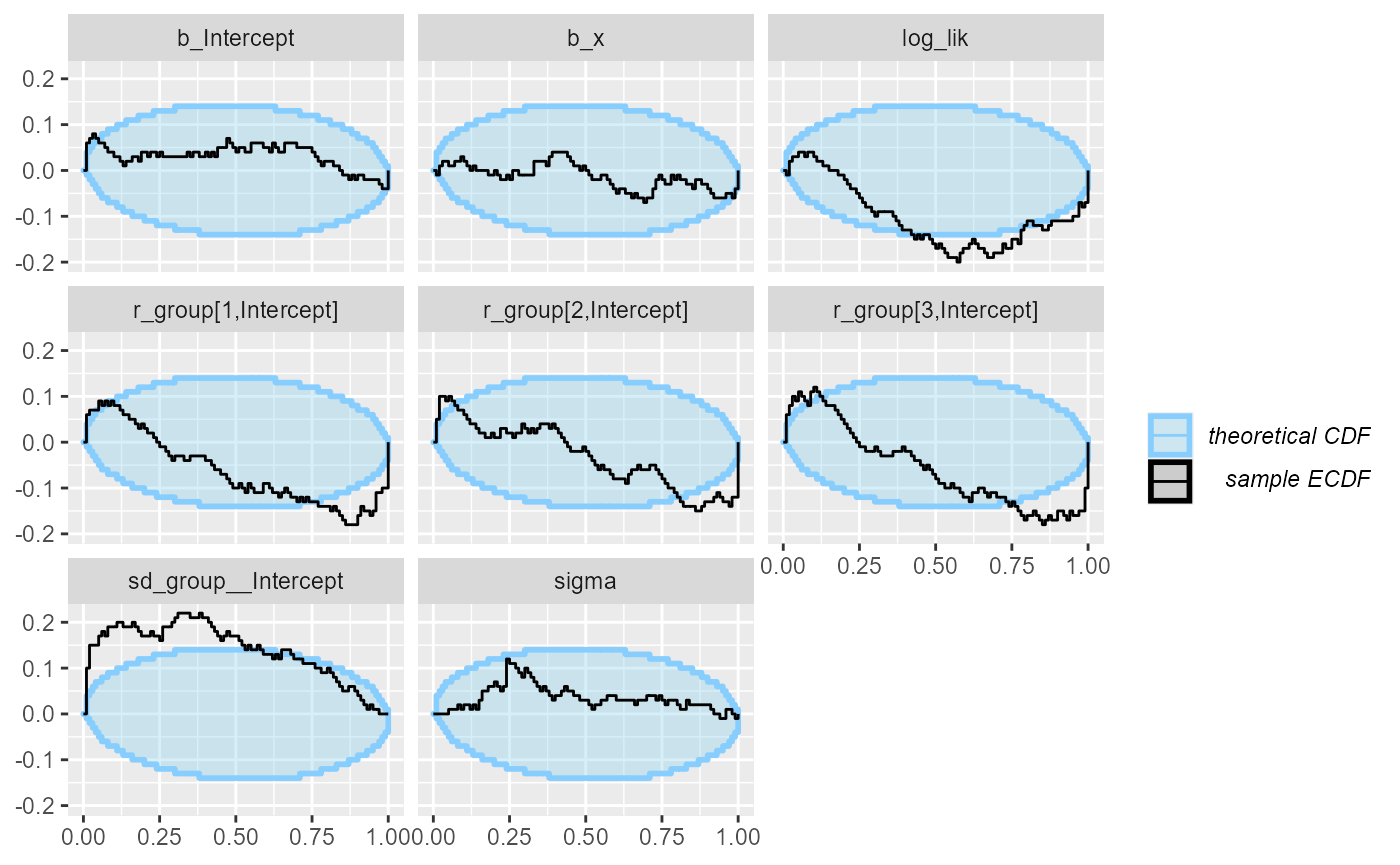 b_Intercept b_x log_lik
0.2
0.1
0.0
-0.1
-0.2
r_group[1,Intercept] r_group[2,Intercept] r_group[3,Intercept]
0.2
0.1
0.0
-0.1
-0.2
theoretical CDF
sample ECDF
0.00 0.25 0.50 0.75 1.00
sd_group__Intercept sigma
0.2
0.1
0.0
-0.1
-0.2
0.00 0.25 0.50 0.75 1.00 0.00 0.25 0.50 0.75 1.00